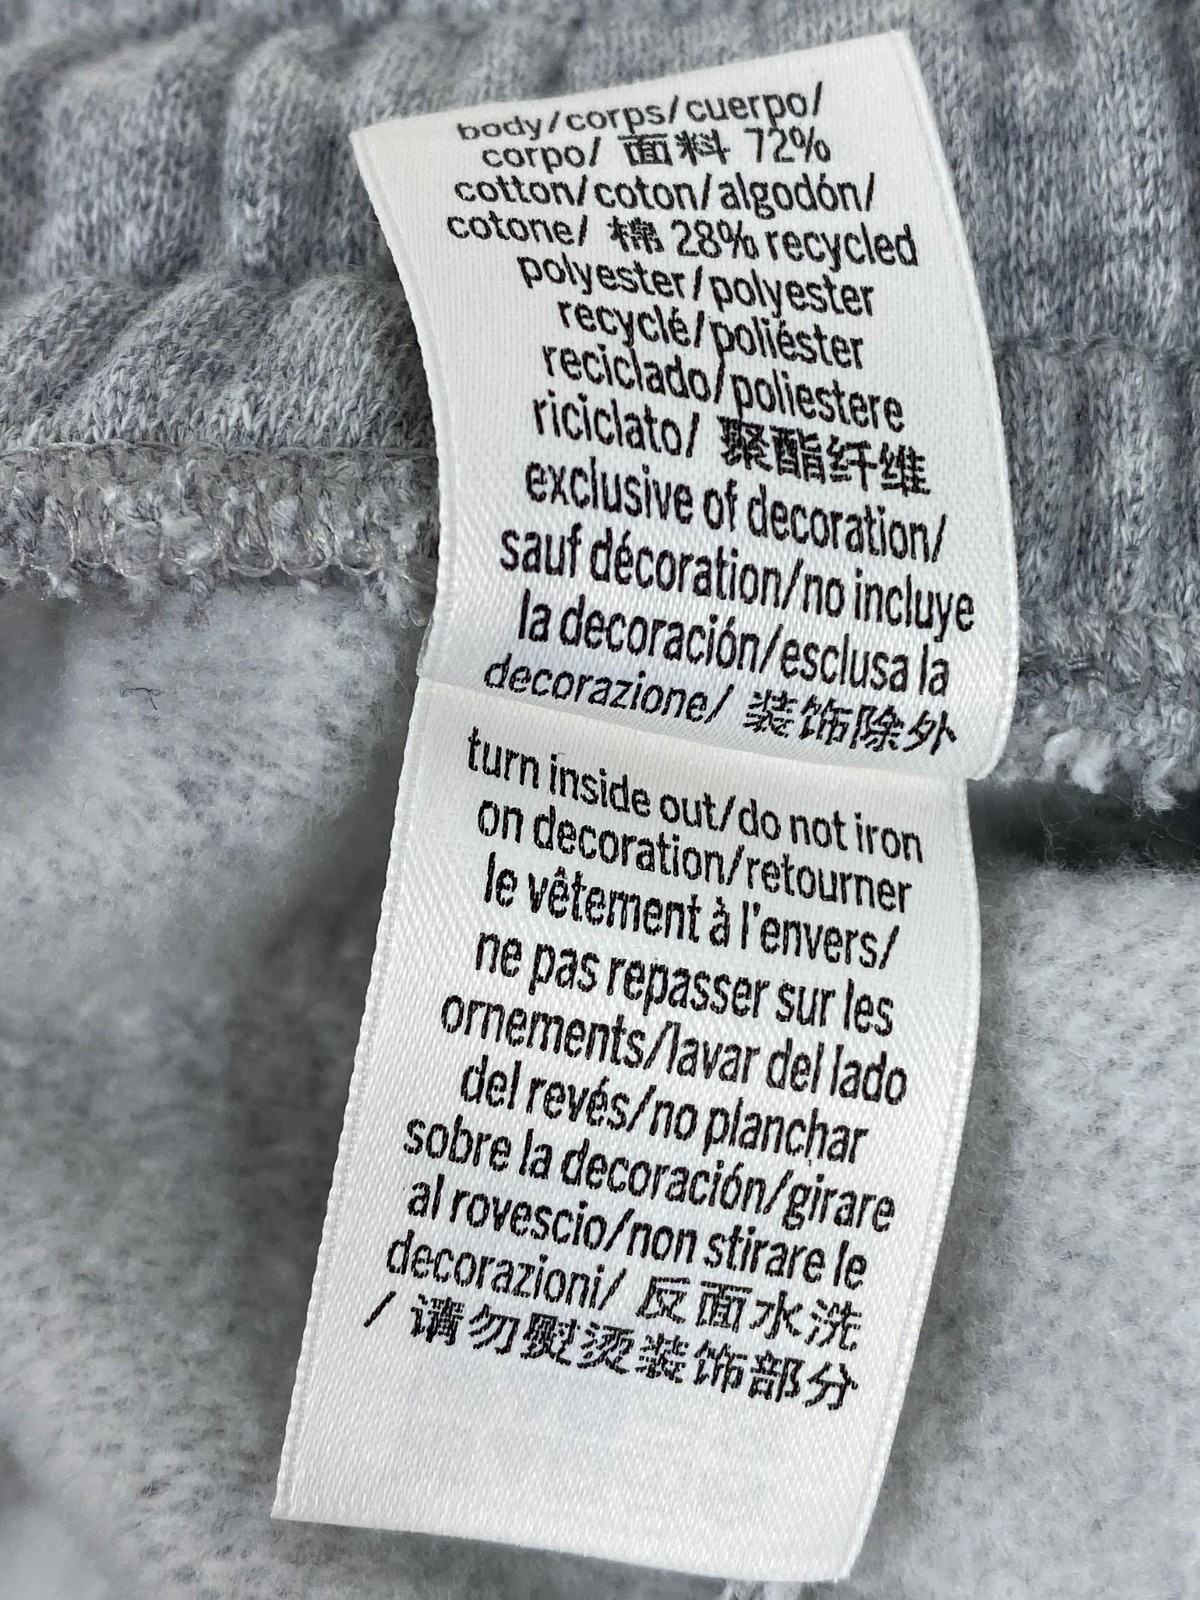 body/corps/cuerpo/
corpo/ 面料 72%
cotton/coton/algodón/
cotone/ 棉 28% recycled
polyester/polyester
recyclé/poliéster
reciclado/poliestere
riciclato/ 聚酯纤维
exclusive of decoration/
sauf décoration/no incluye
la decoración/esclusa la
decorazione/ 装饰除外
turn inside out/do not iron
on decoration/retourner
le vêtement à l'envers/
ne pas repasser sur les
ornements/lavar del lado
del revés/no planchar
sobre la decoración/girare
al rovescio/non stirare le
decorazioni/ 反面水洗
/ 请勿熨烫装饰部分